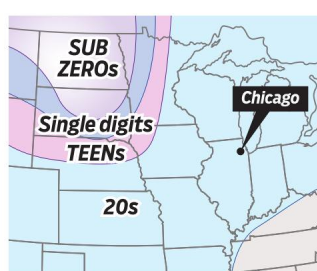 SUB
ZEROs
Chicago
Single digits
TEENs
20s